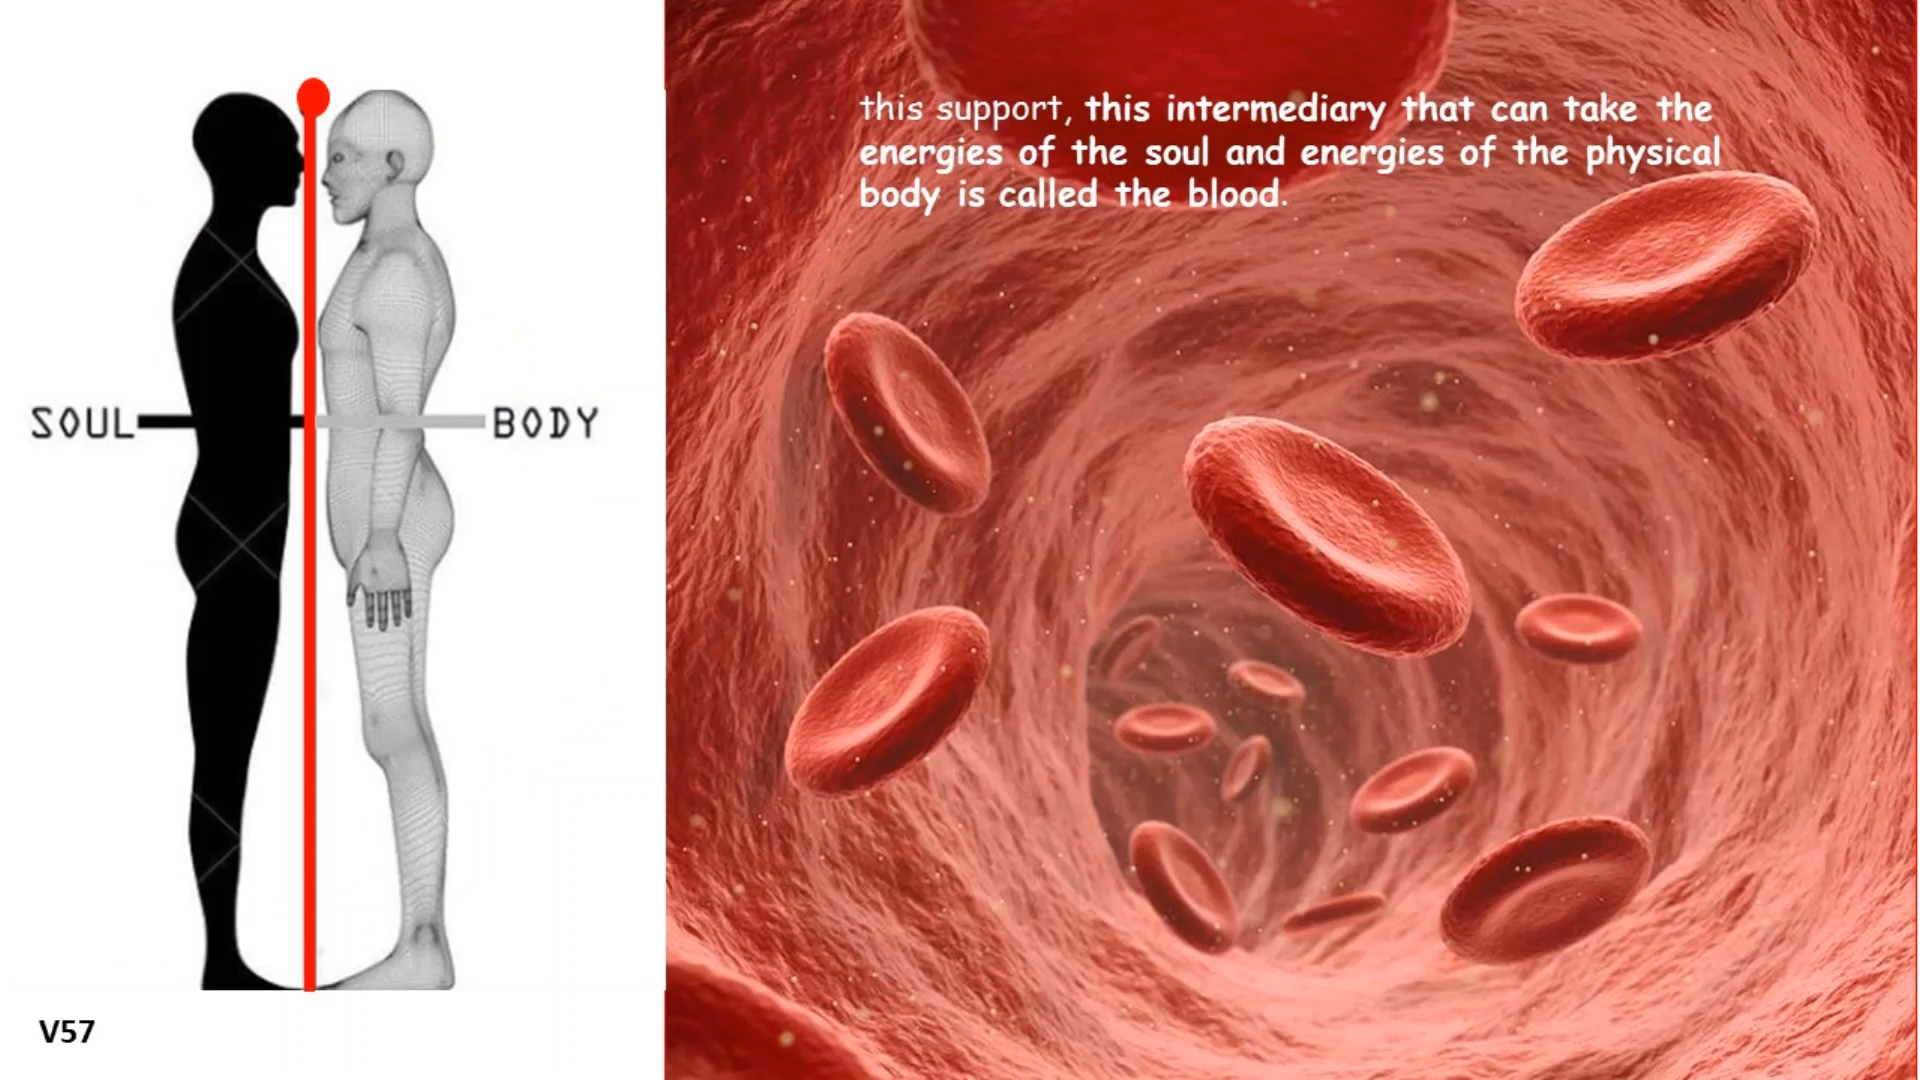 this support, this intermediary that can take the
energies of the soul and energies of the physical
body is called the blood.
SOUL
BODY
V57